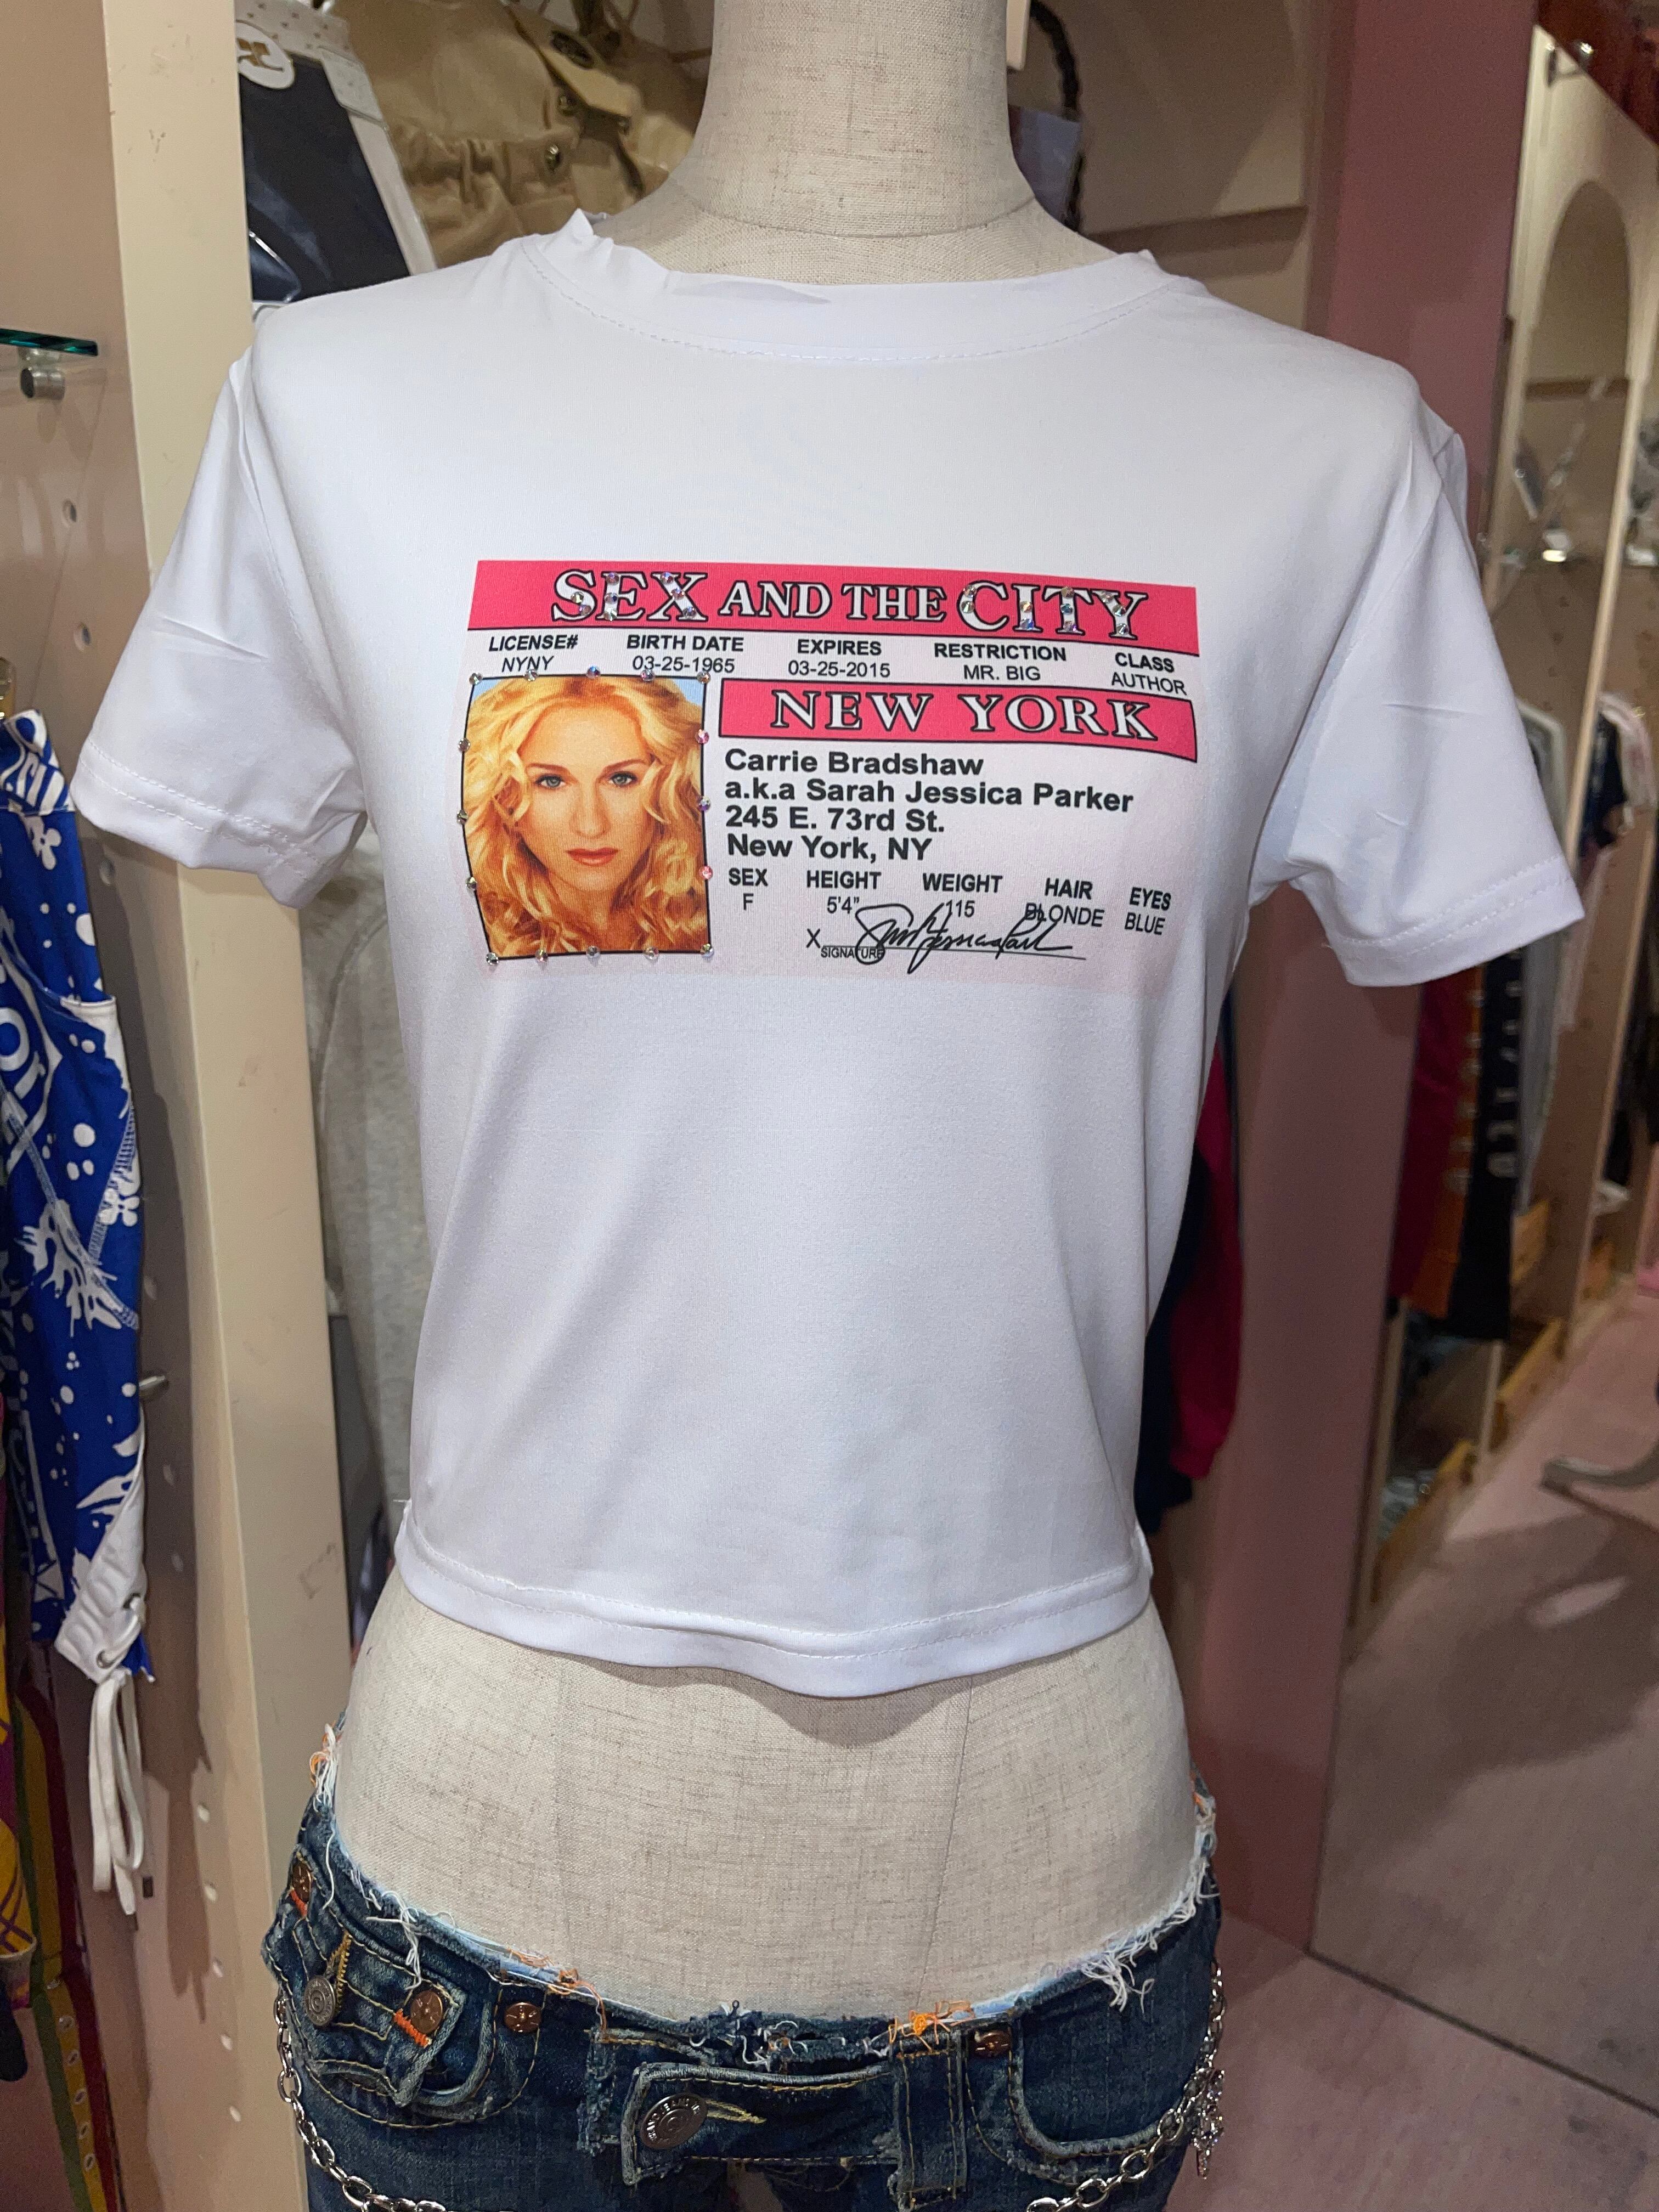 SEX AND THE CITY
LICENSE# BIRTH DATE EXPIRES RESTRICTION CLASS
NYNY 03-25-1965 03-25-2015 MR. BIG AUTHOR
NEW YORK
Carrie Bradshaw
a.k.a Sarah Jessica Parker
245 E. 73rd St.
New York, NY
SEX HEIGHT WEIGHT HAIR EYES
F 5'4" 115 BLONDE BLUE
X
SIGNATURE